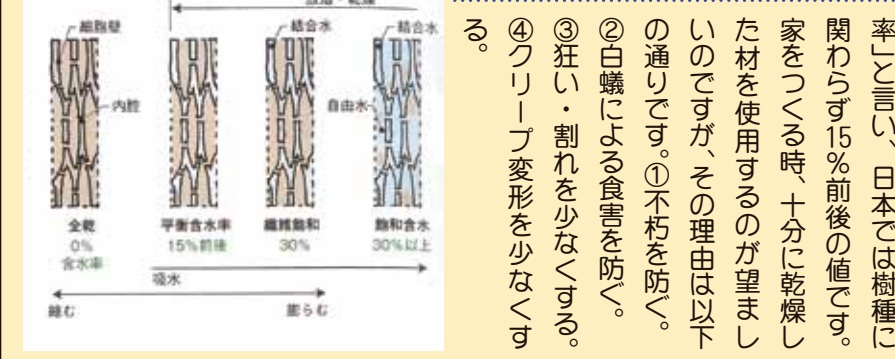 率」と言い、日本では樹種に
関わらず15%前後の値です。
家をつくる時、十分に乾燥し
た材を使用するのが望まし
いのですが、その理由は以下
の通りです。①不朽を防ぐ。
②白蟻による食害を防ぐ。
③狂い・割れを少なくする。
④クリープ変形を少なくす
る。
細胞壁
結合水
結合水
内腔
自由水
全乾
0%
含水率
平衡含水率
15%前後
繊維飽和
30%
飽和含水
30%以上
吸水
縮む
膨らむ